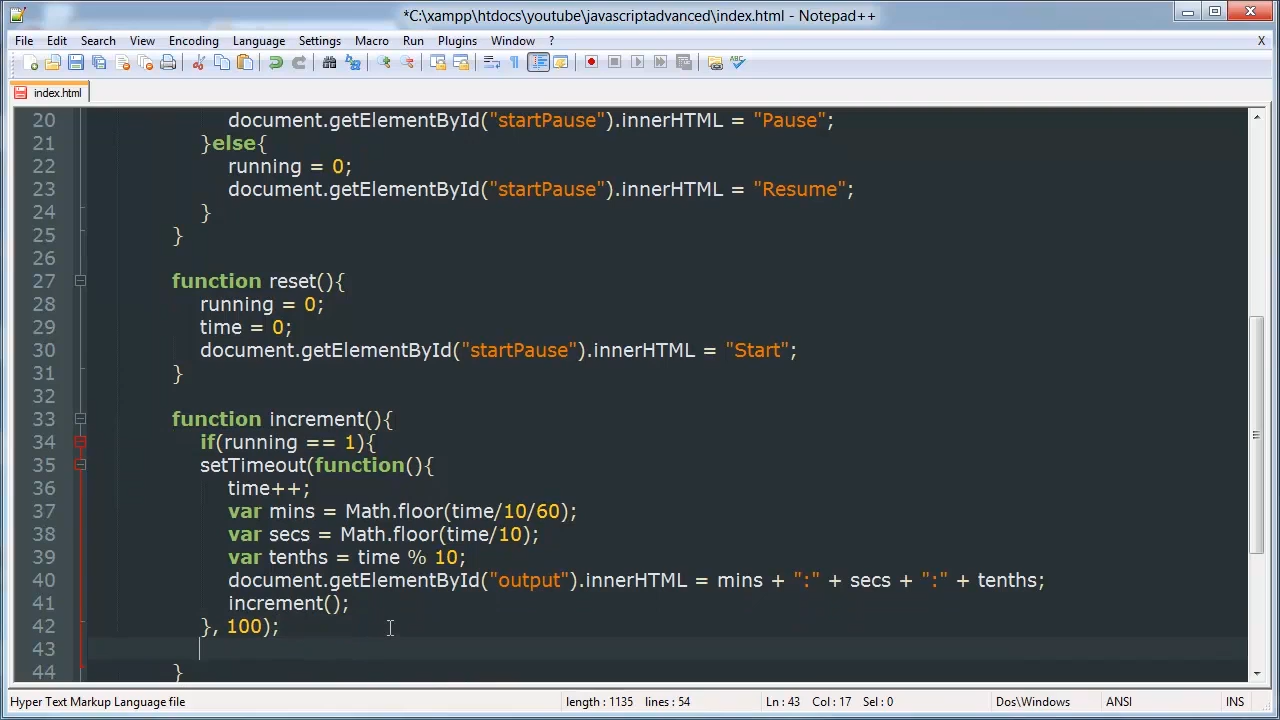 *C:\xampp\htdocs\youtube\javascriptadvanced\index.html - Notepad++
File Edit Search View Encoding Language Settings Macro Run Plugins Window ? X
index.html
20 document.getElementById("startPause").innerHTML = "Pause";
21 }else{
22 running = 0;
23 document.getElementById("startPause").innerHTML = "Resume";
24 }
25 }
26
27 function reset(){
28 running = 0;
29 time = 0;
30 document.getElementById("startPause").innerHTML = "Start";
31 }
32
33 function increment(){
34 if(running == 1){
35 setTimeout(function(){
36 time++;
37 var mins = Math.floor(time/10/60);
38 var secs = Math.floor(time/10);
39 var tenths = time % 10;
40 document.getElementById("output").innerHTML = mins + ":" + secs + ":" + tenths;
41 increment();
42 }, 100);
43
44 }
Hyper Text Markup Language file length : 1135 lines : 54 Ln : 43 Col : 17 Sel : 0 Dos\Windows ANSI INS